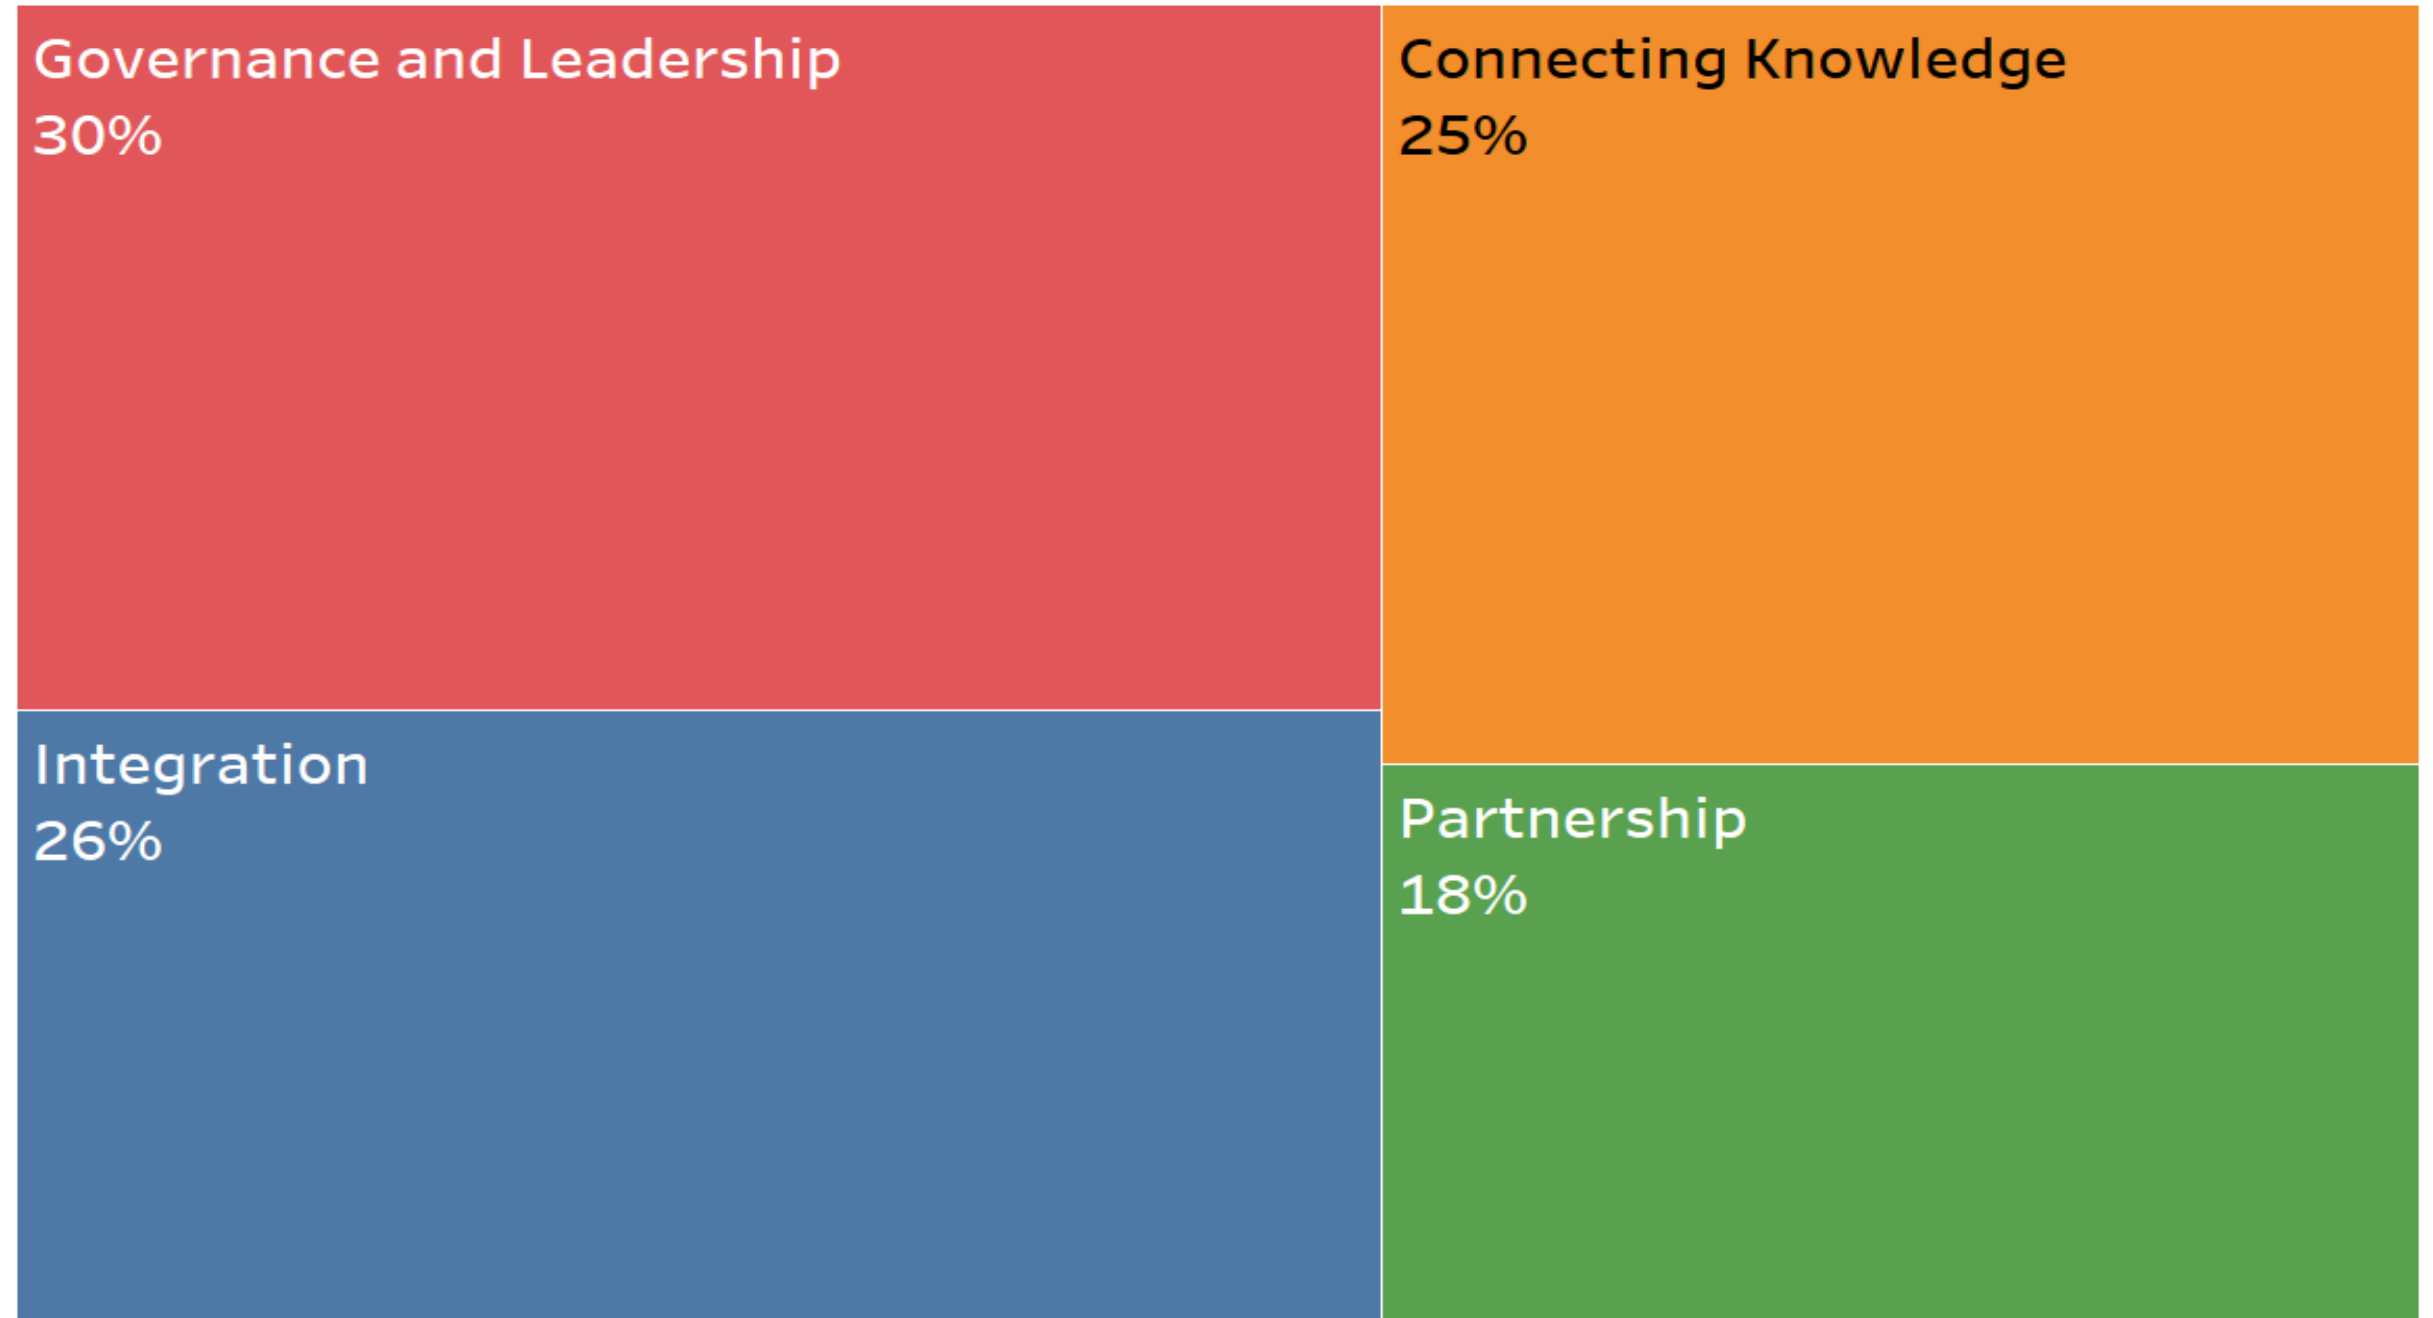 Governance and Leadership
30%
Connecting Knowledge
25%
Integration
26%
Partnership
18%